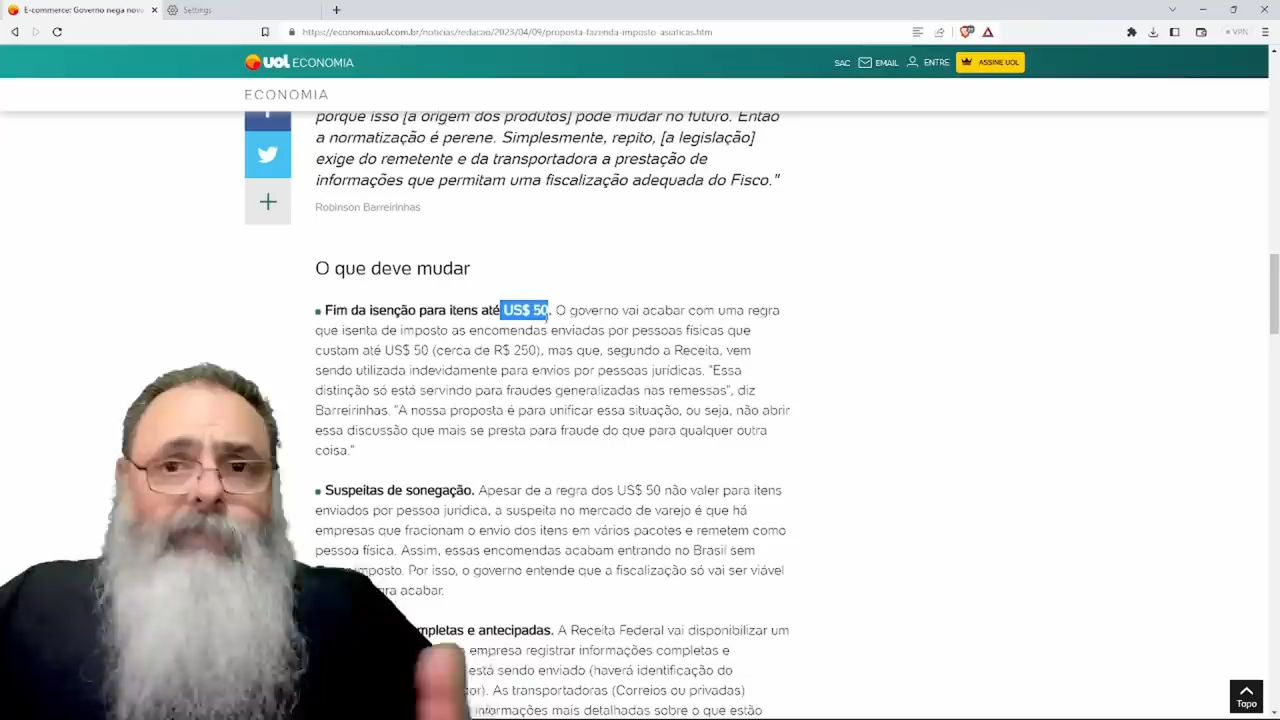 E-commerce: Governo nega nova
Settings
https://economia.uol.com.br/noticias/redacao/2023/04/09/proposta-fazenda-imposto-asiaticas.htm
VPN
UOL ECONOMIA
SAC
EMAIL
ENTRE
ASSINE UOL
ECONOMIA
porque isso [a origem dos produtos] pode mudar no futuro. Então
a normatização é perene. Simplesmente, repito, [a legislação]
exige do remetente e da transportadora a prestação de
informações que permitam uma fiscalização adequada do Fisco."
Robinson Barreirinhas
O que deve mudar
Fim da isenção para itens até US$ 50. O governo vai acabar com uma regra
que isenta de imposto as encomendas enviadas por pessoas físicas que
custam até US$ 50 (cerca de R$ 250), mas que, segundo a Receita, vem
sendo utilizada indevidamente para envios por pessoas jurídicas. "Essa
distinção só está servindo para fraudes generalizadas nas remessas", diz
Barreirinhas. "A nossa proposta é para unificar essa situação, ou seja, não abrir
essa discussão que mais se presta para fraude do que para qualquer outra
coisa."
Suspeitas de sonegação. Apesar de a regra dos US$ 50 não valer para itens
enviados por pessoa jurídica, a suspeita no mercado de varejo é que há
empresas que fracionam o envio dos itens em vários pacotes e remetem como
pessoa física. Assim, essas encomendas acabam entrando no Brasil sem
imposto. Por isso, o governo entende que a fiscalização só vai ser viável
acabar.
mpletas e antecipadas. A Receita Federal vai disponibilizar um
empresa registrar informações completas e
está sendo enviado (haverá identificação do
or). As transportadoras (Correios ou privadas)
informações mais detalhadas sobre o que estão
Topo